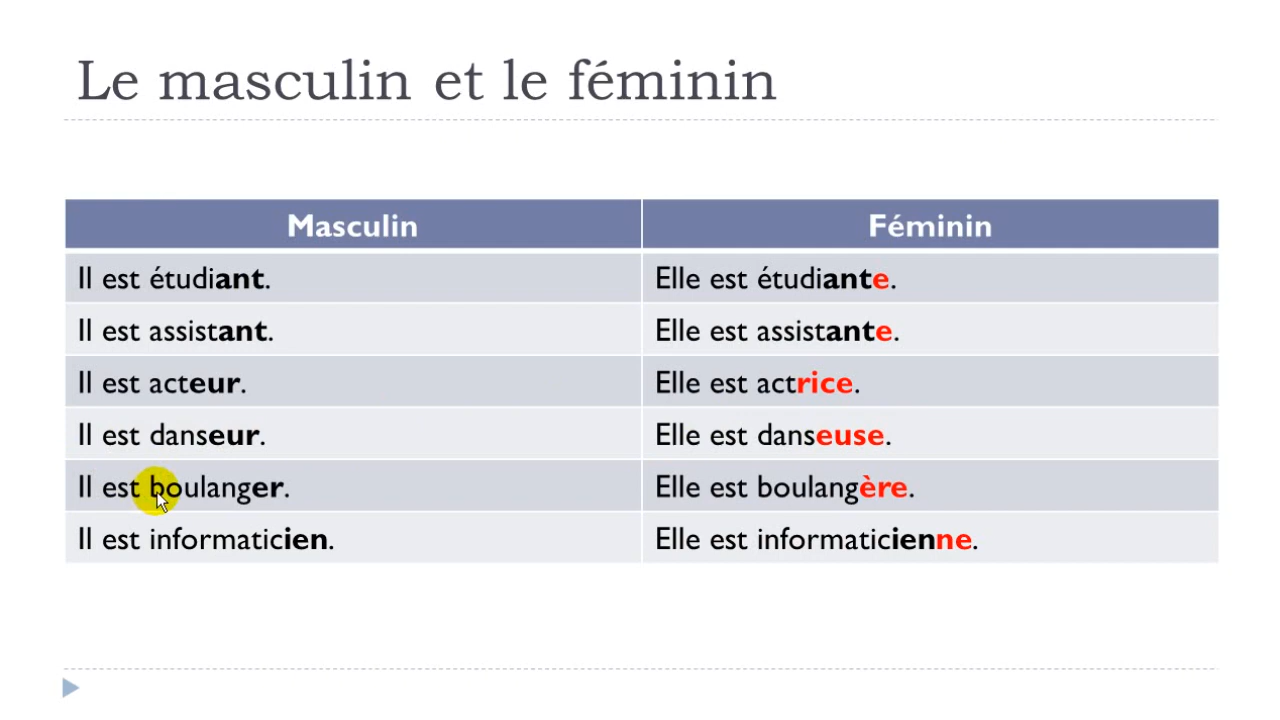 Le masculin et le féminin
Masculin Féminin
Il est étudiant. Elle est étudiante.
Il est assistant. Elle est assistante.
Il est acteur. Elle est actrice.
Il est danseur. Elle est danseuse.
Il est boulanger. Elle est boulangère.
Il est informaticien. Elle est informaticienne.